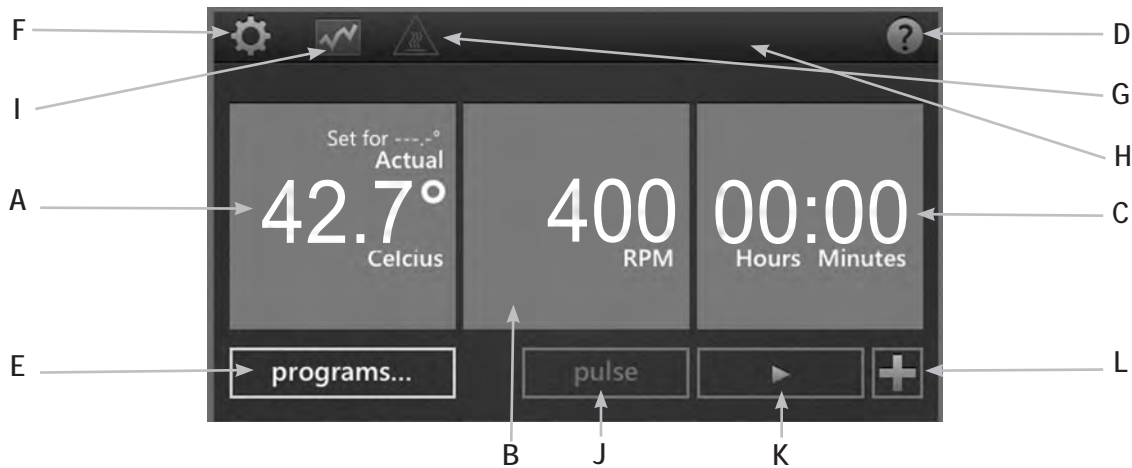 F
D
I
G
H
A
C
Set for ---.-°
Actual
42.7°
Celcius
400
RPM
00:00
Hours Minutes
E
programs...
pulse
L
B
J
K
?